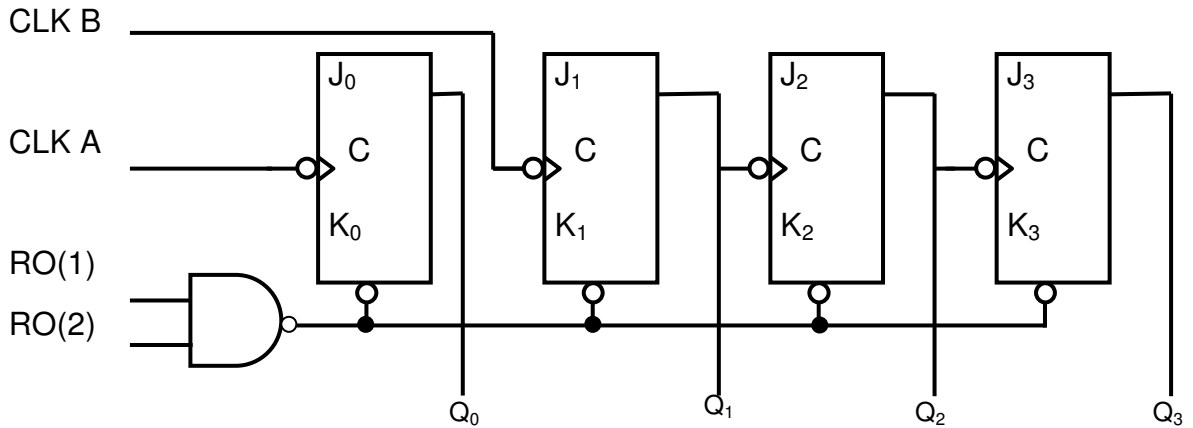 CLK B
J₀ J₁ J₂ J₃
CLK A
C C C C
K₀ K₁ K₂ K₃
RO(1)
RO(2)
Q₀ Q₁ Q₂ Q₃